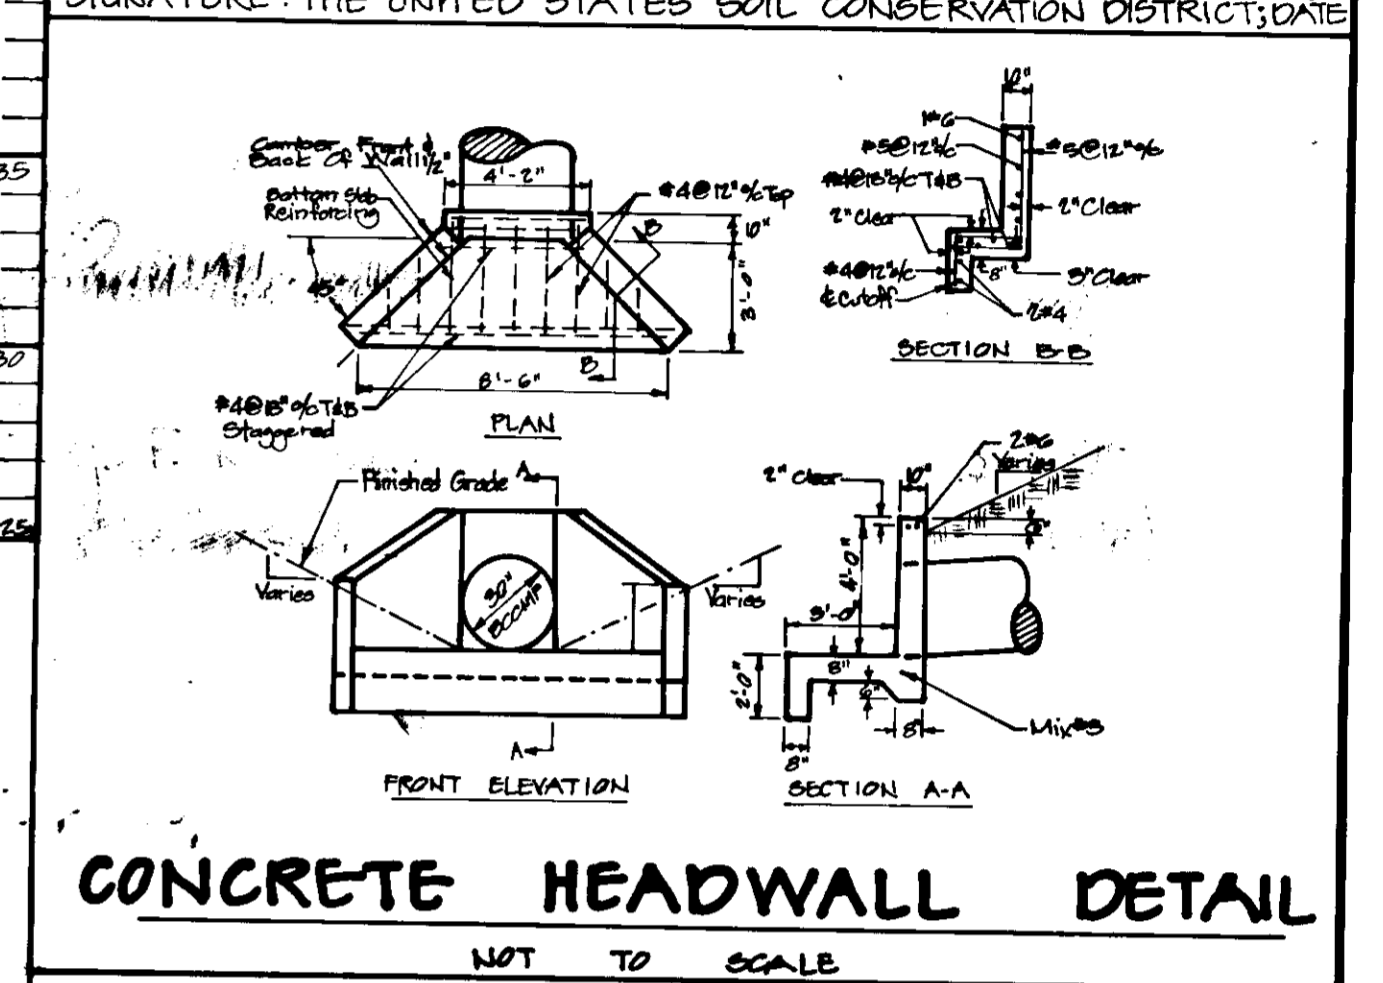 SIGNATURE: THE UNITED STATES SOIL CONSERVATION DISTRICT; DATE
35
30
25
Camber Front &
Back Of Wall 1/2"
4'-2"
Bottom Slab
Reinforcing
#4@12" o/c Top
B
10"
3'-0"
45°
B
8'-6"
#4@18" o/c T&B
Staggered
PLAN
10"
1#6
#5@12" o/c
#5@12" o/c
#4@18" o/c T&B
2" Clear
2" Clear
8"
3" Clear
#4@12" o/c
& Cutoff
2#4
SECTION B-B
Finished Grade
A
Varies
30"
BCCMP
Varies
A
FRONT ELEVATION
2#6
Varies
2" Clear
10"
4'-0"
3'-0"
2'-0"
8"
6"
8"
8"
Mix #3
SECTION A-A
CONCRETE HEADWALL DETAIL
NOT TO SCALE